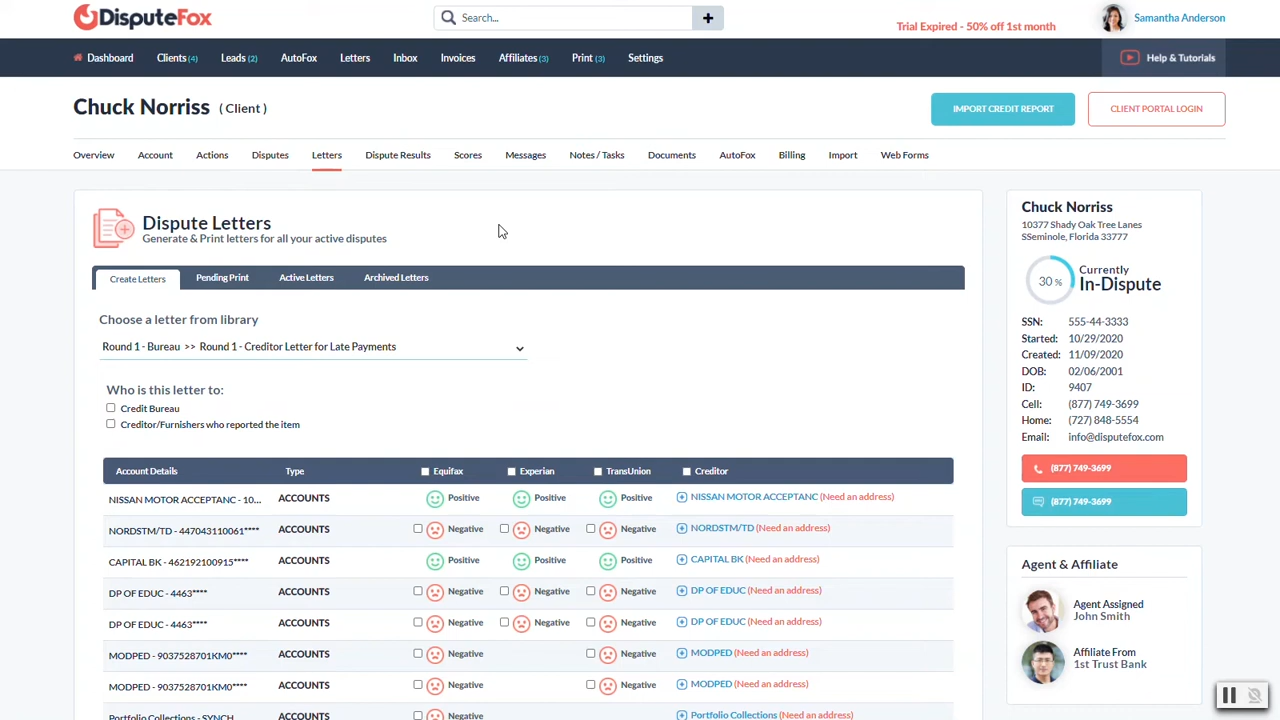 DisputeFox
Search...
+
Trial Expired - 50% off 1st month
Samantha Anderson
Dashboard Clients (4) Leads (2) AutoFox Letters Inbox Invoices Affiliates (3) Print (3) Settings Help & Tutorials
Chuck Norriss ( Client )
IMPORT CREDIT REPORT
CLIENT PORTAL LOGIN
Overview Account Actions Disputes Letters Dispute Results Scores Messages Notes / Tasks Documents AutoFox Billing Import Web Forms
Dispute Letters
Generate & Print letters for all your active disputes
Create Letters Pending Print Active Letters Archived Letters
Choose a letter from library
Round 1 - Bureau >> Round 1 - Creditor Letter for Late Payments
Who is this letter to:
Credit Bureau
Creditor/Furnishers who reported the item
Account Details Type Equifax Experian TransUnion Creditor
NISSAN MOTOR ACCEPTANC - 10... ACCOUNTS Positive Positive Positive NISSAN MOTOR ACCEPTANC (Need an address)
NORDSTM/TD - 447043110061**** ACCOUNTS Negative Negative Negative NORDSTM/TD (Need an address)
CAPITAL BK - 462192100915**** ACCOUNTS Positive Positive Positive CAPITAL BK (Need an address)
DP OF EDUC - 4463**** ACCOUNTS Negative Negative Negative DP OF EDUC (Need an address)
DP OF EDUC - 4463**** ACCOUNTS Negative Negative Negative DP OF EDUC (Need an address)
MODPED - 9037528701KM0**** ACCOUNTS Negative Negative MODPED (Need an address)
MODPED - 9037528701KM0**** ACCOUNTS Negative Negative MODPED (Need an address)
Portfolio Collections - SYNCH ACCOUNTS Negative Negative Portfolio Collections (Need an address)
Chuck Norriss
10377 Shady Oak Tree Lanes
SSeminole, Florida 33777
30 %
Currently
In-Dispute
SSN: 555-44-3333
Started: 10/29/2020
Created: 11/09/2020
DOB: 02/06/2001
ID: 9407
Cell: (877) 749-3699
Home: (727) 848-5554
Email: info@disputefox.com
(877) 749-3699
(877) 749-3699
Agent & Affiliate
Agent Assigned
John Smith
Affiliate From
1st Trust Bank